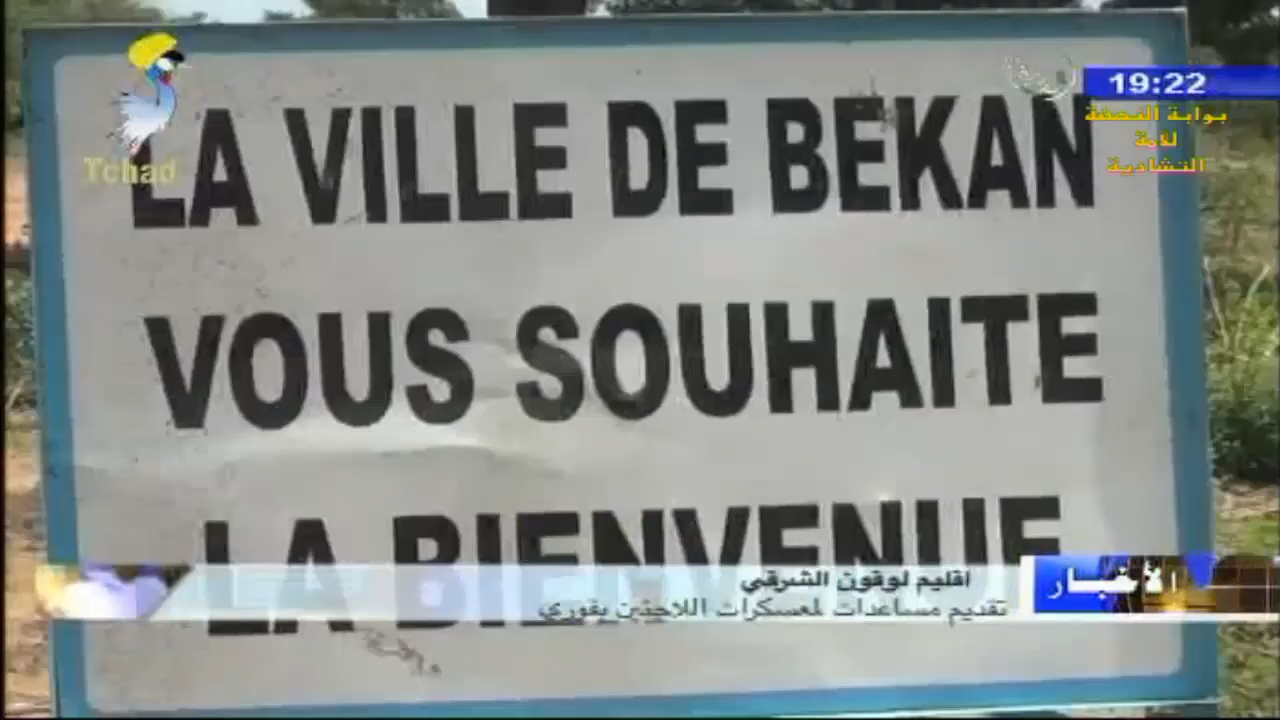 19:22
بوابة النهضة
للأمة
التشادية
Tchad
LA VILLE DE BEKAN
VOUS SOUHAITE
LA BIENVENUE
الأخبار
اقليم لوقون الشرقي
تقديم مساعدات لمعسكرات اللاجئين بقوري